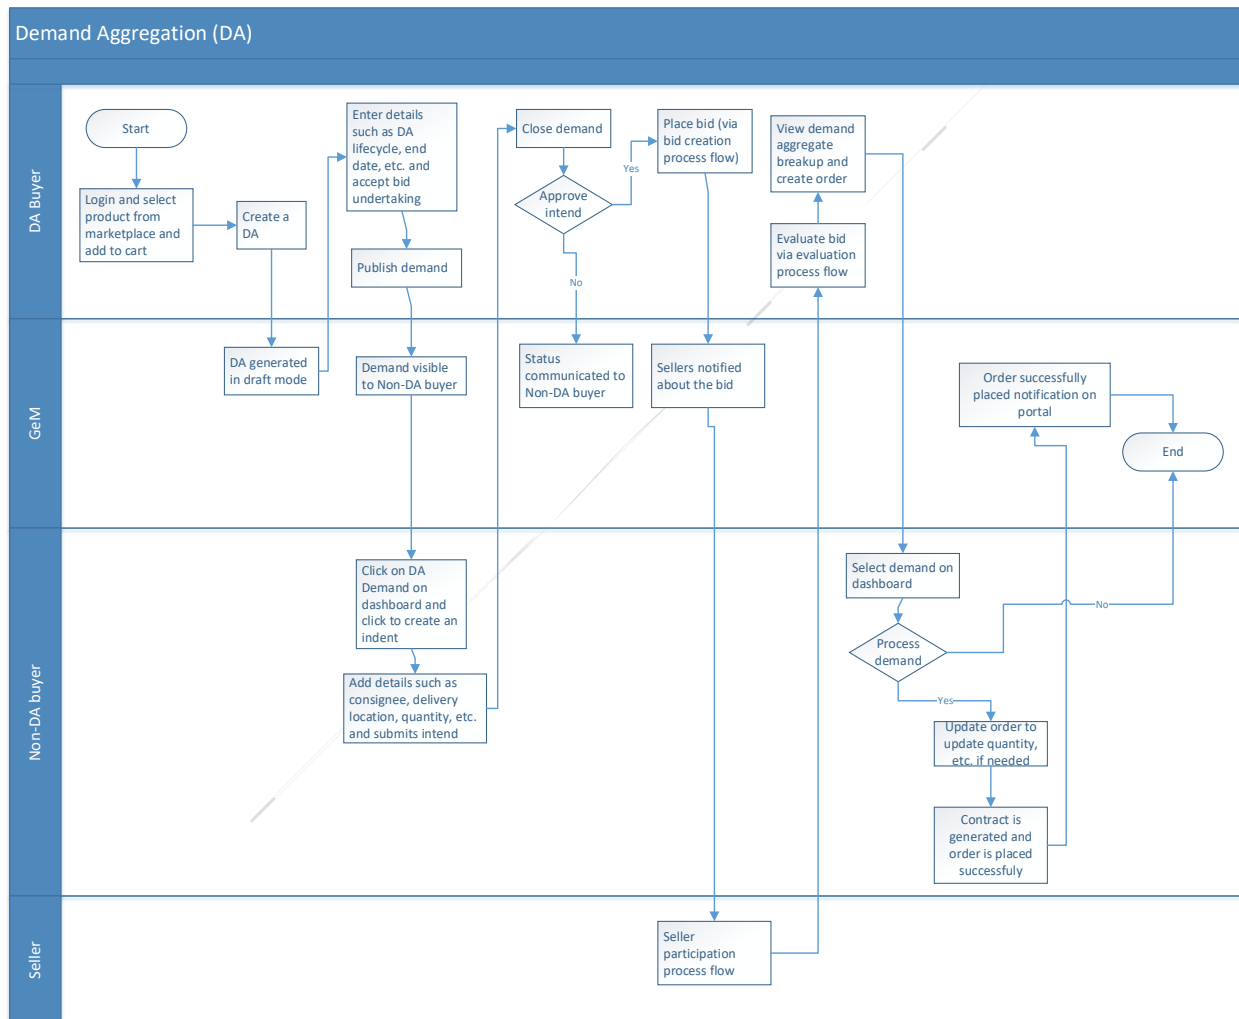 Demand Aggregation (DA)
DA Buyer
Start
Login and select
product from
marketplace and
add to cart
Create a
DA
Enter details
such as DA
lifecycle, end
date, etc. and
accept bid
undertaking
Publish demand
Close demand
Approve
intend
Yes
No
Place bid (via
bid creation
process flow)
View demand
aggregate
breakup and
create order
Evaluate bid
via evaluation
process flow
GeM
DA generated
in draft mode
Demand visible
to Non-DA buyer
Status
communicated to
Non-DA buyer
Sellers notified
about the bid
Order successfully
placed notification on
portal
End
Non-DA buyer
Click on DA
Demand on
dashboard and
click to create an
indent
Add details such as
consignee, delivery
location, quantity, etc.
and submits intend
Select demand on
dashboard
Process
demand
No
Yes
Update order to
update quantity,
etc. if needed
Contract is
generated and
order is placed
successfuly
Seller
Seller
participation
process flow